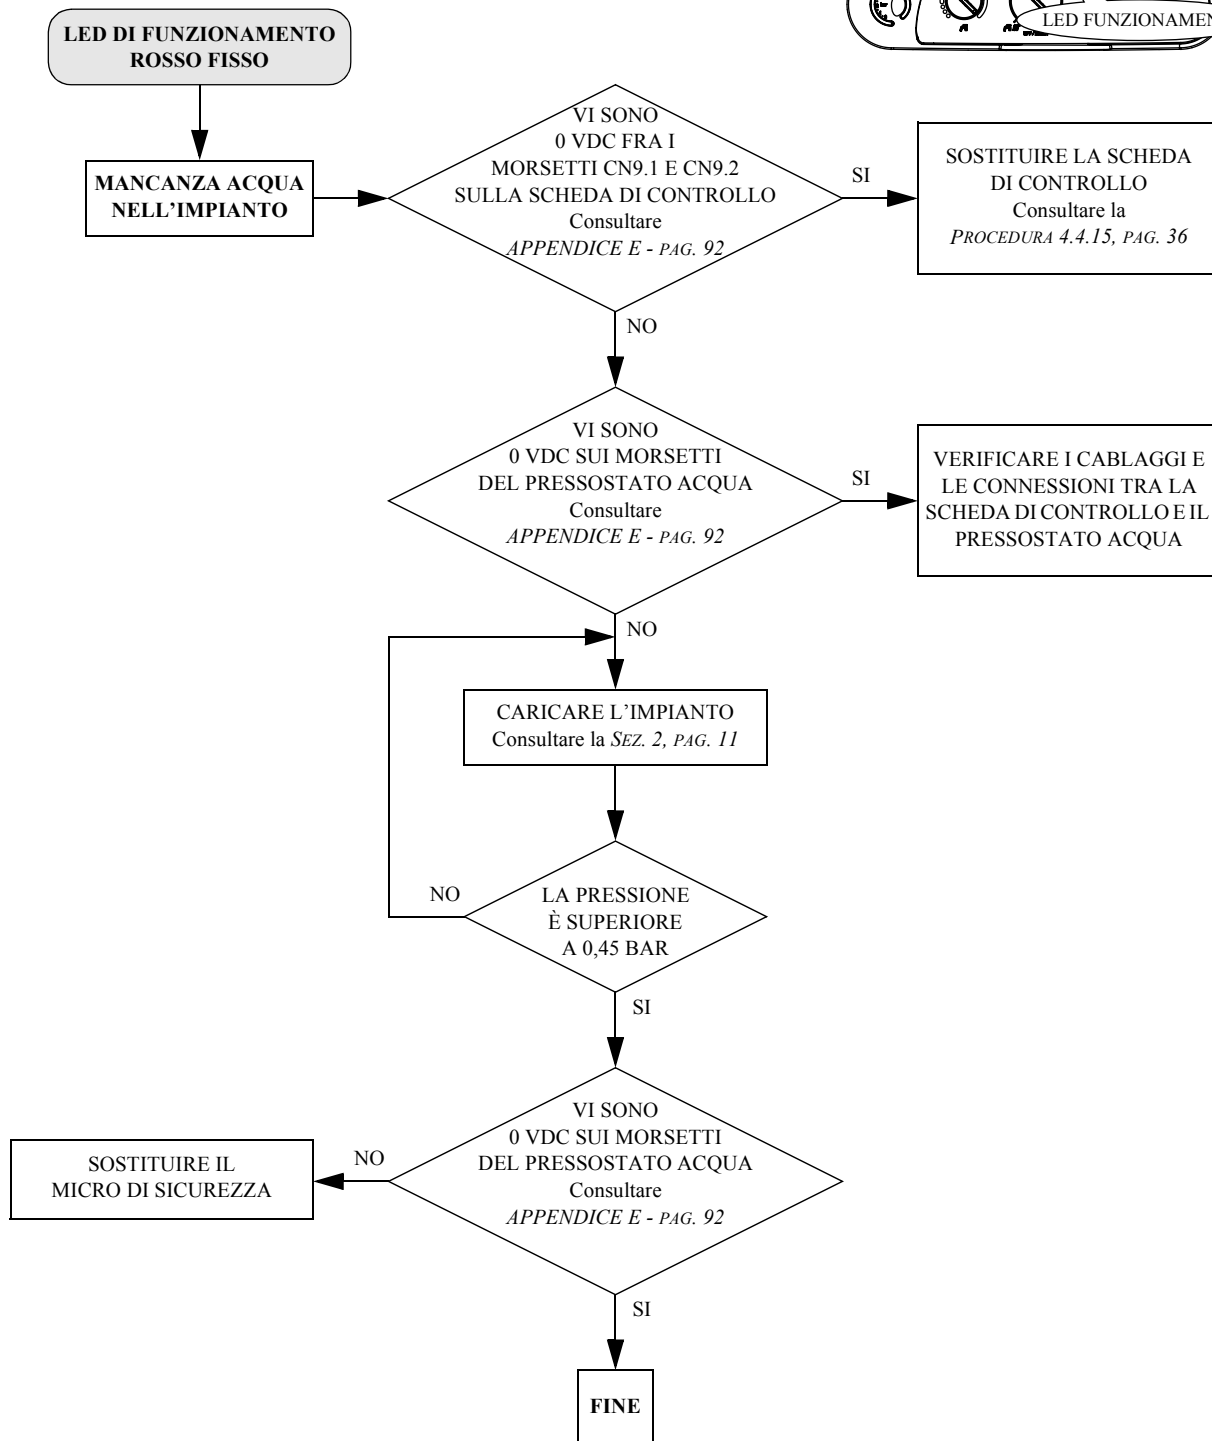 LED FUNZIONAMEN
LED DI FUNZIONAMENTO
ROSSO FISSO
MANCANZA ACQUA
NELL'IMPIANTO
VI SONO
0 VDC FRA I
MORSETTI CN9.1 E CN9.2
SULLA SCHEDA DI CONTROLLO
Consultare
APPENDICE E - PAG. 92
SI
SOSTITUIRE LA SCHEDA
DI CONTROLLO
Consultare la
PROCEDURA 4.4.15, PAG. 36
NO
VI SONO
0 VDC SUI MORSETTI
DEL PRESSOSTATO ACQUA
Consultare
APPENDICE E - PAG. 92
SI
VERIFICARE I CABLAGGI E
LE CONNESSIONI TRA LA
SCHEDA DI CONTROLLO E IL
PRESSOSTATO ACQUA
NO
CARICARE L'IMPIANTO
Consultare la SEZ. 2, PAG. 11
NO
LA PRESSIONE
È SUPERIORE
A 0,45 BAR
SI
VI SONO
0 VDC SUI MORSETTI
DEL PRESSOSTATO ACQUA
Consultare
APPENDICE E - PAG. 92
NO
SOSTITUIRE IL
MICRO DI SICUREZZA
SI
FINE